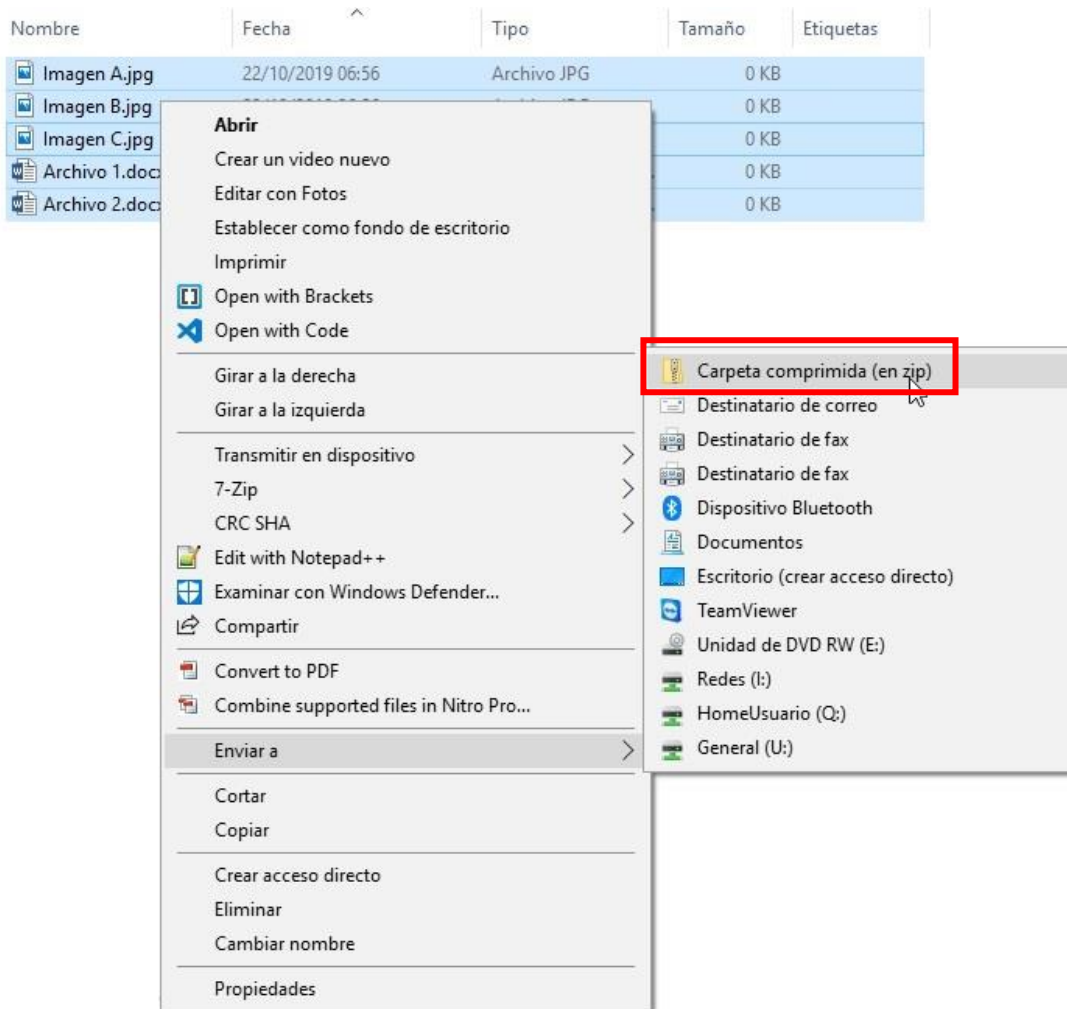 Nombre Fecha Tipo Tamaño Etiquetas
Imagen A.jpg 22/10/2019 06:56 Archivo JPG 0 KB
Imagen B.jpg 0 KB
Imagen C.jpg 0 KB
Archivo 1.doc 0 KB
Archivo 2.doc 0 KB
Abrir
Crear un video nuevo
Editar con Fotos
Establecer como fondo de escritorio
Imprimir
Open with Brackets
Open with Code
Girar a la derecha
Girar a la izquierda
Transmitir en dispositivo
7-Zip
CRC SHA
Edit with Notepad++
Examinar con Windows Defender...
Compartir
Convert to PDF
Combine supported files in Nitro Pro...
Enviar a
Cortar
Copiar
Crear acceso directo
Eliminar
Cambiar nombre
Propiedades
Carpeta comprimida (en zip)
Destinatario de correo
Destinatario de fax
Destinatario de fax
Dispositivo Bluetooth
Documentos
Escritorio (crear acceso directo)
TeamViewer
Unidad de DVD RW (E:)
Redes (I:)
HomeUsuario (Q:)
General (U:)